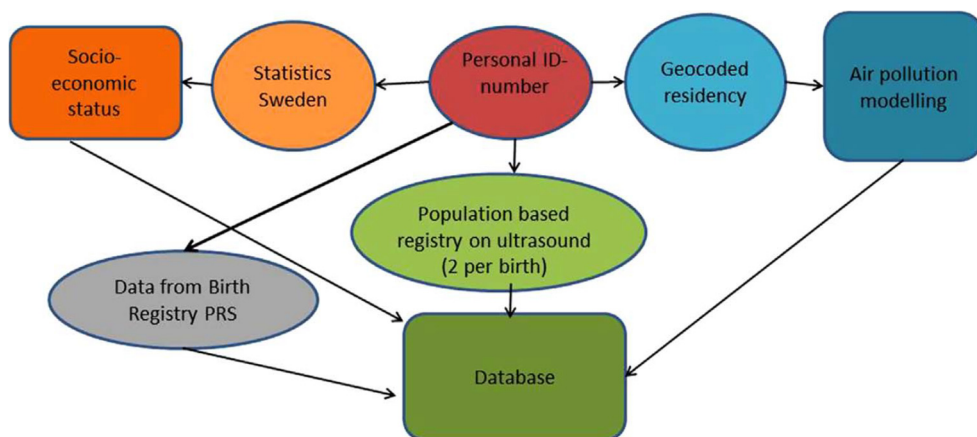 Socio-
economic
status
Statistics
Sweden
Personal ID-
number
Geocoded
residency
Air pollution
modelling
Population based
registry on ultrasound
(2 per birth)
Data from Birth
Registry PRS
Database